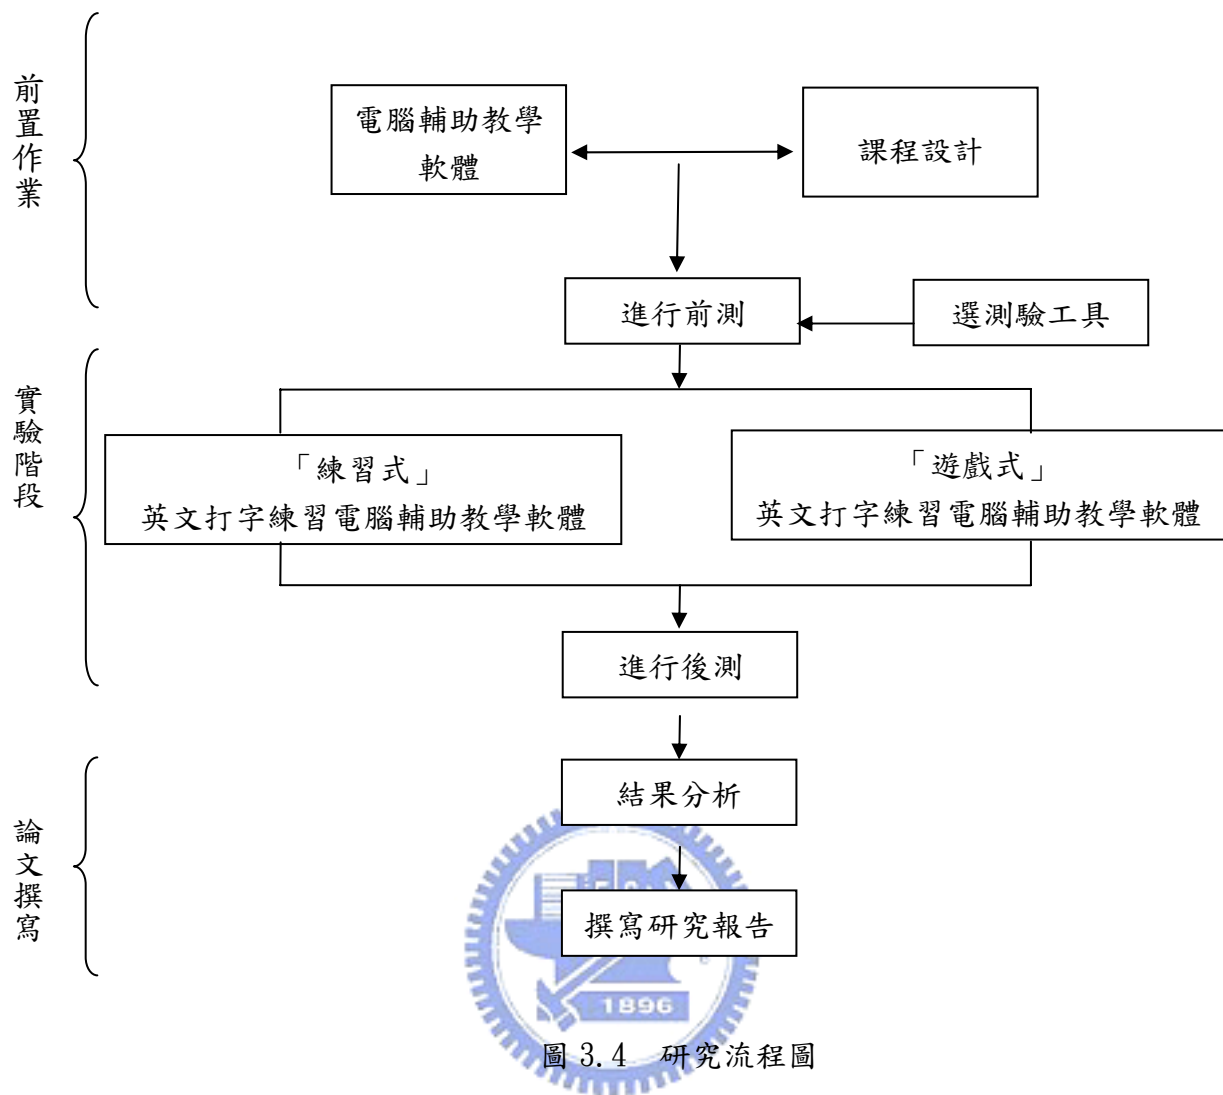 前置作業
電腦輔助教學
軟體
課程設計
進行前測
選測驗工具
實驗階段
「練習式」
英文打字練習電腦輔助教學軟體
「遊戲式」
英文打字練習電腦輔助教學軟體
進行後測
論文撰寫
結果分析
撰寫研究報告
1896
圖 3.4 研究流程圖